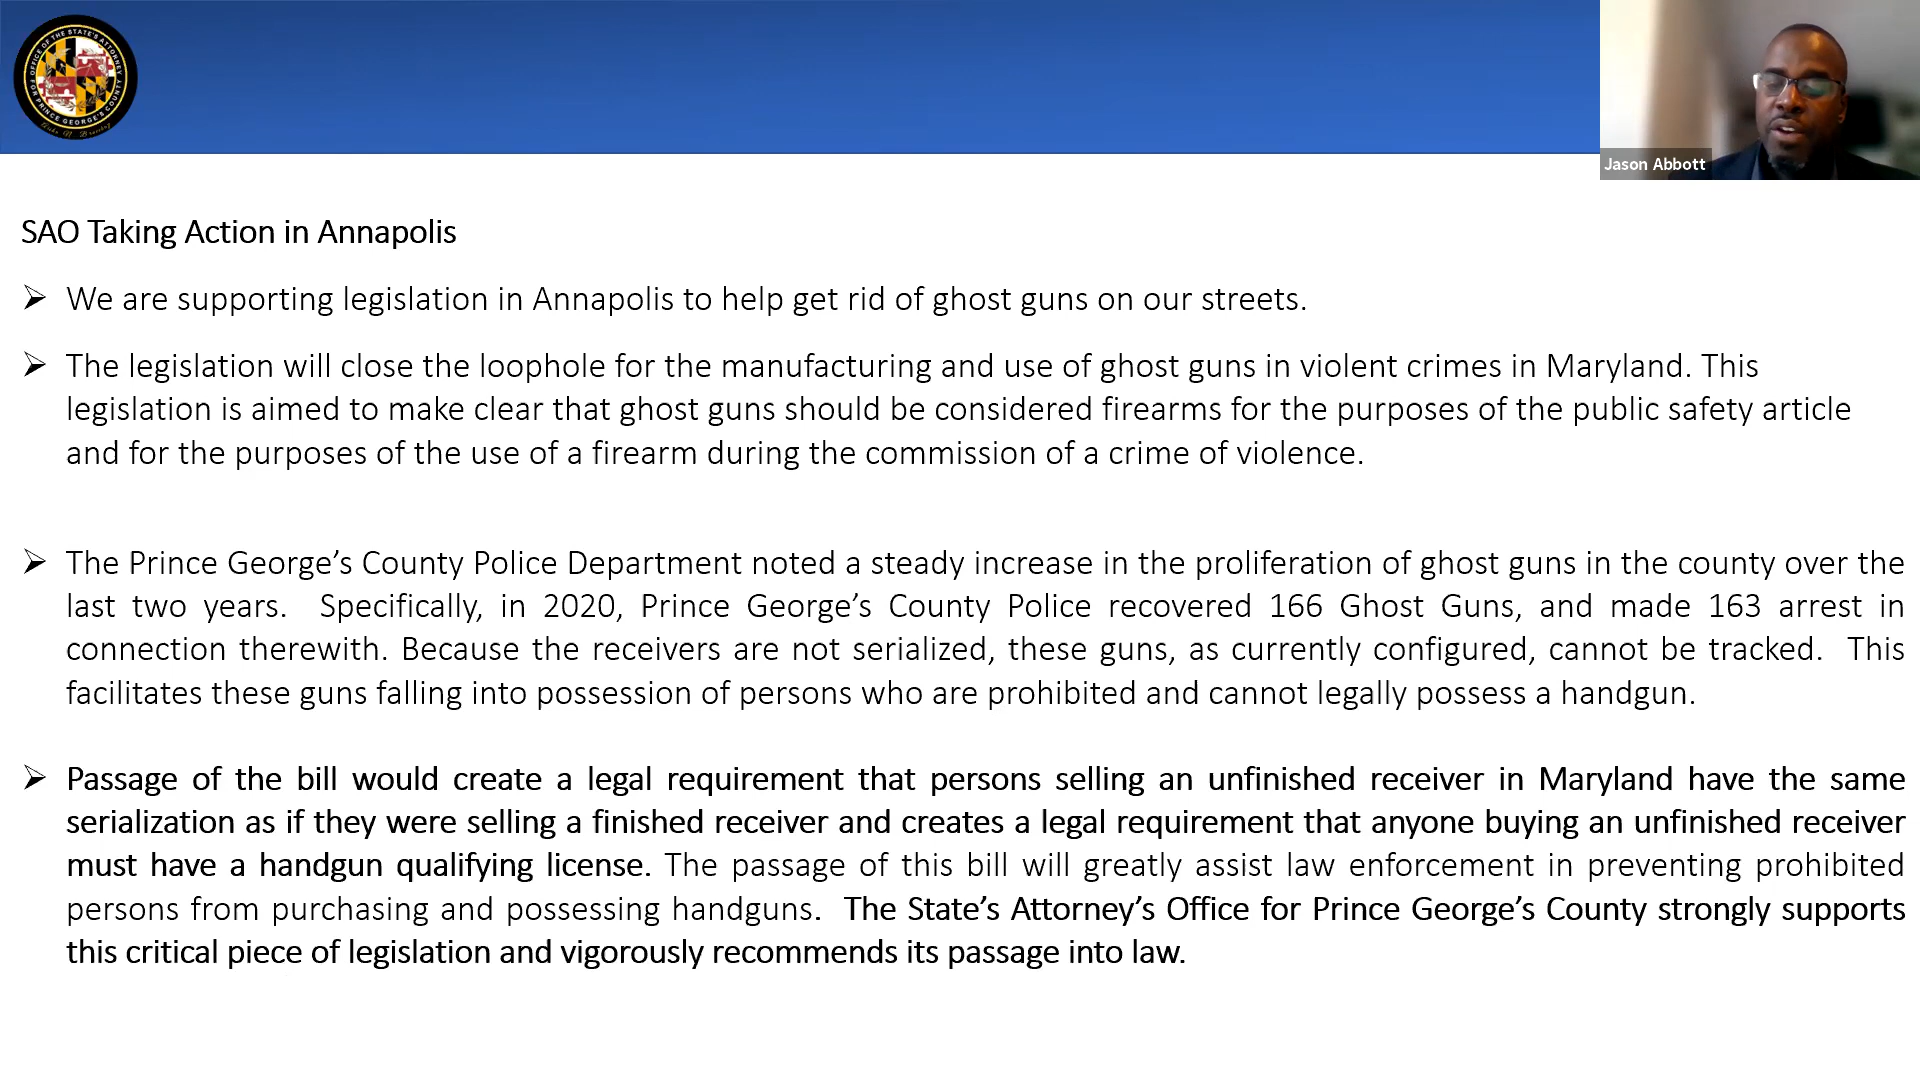 OFFICE OF THE STATE'S ATTORNEY
FOR PRINCE GEORGE'S COUNTY
Jason Abbott
SAO Taking Action in Annapolis
➢ We are supporting legislation in Annapolis to help get rid of ghost guns on our streets.
➢ The legislation will close the loophole for the manufacturing and use of ghost guns in violent crimes in Maryland. This
legislation is aimed to make clear that ghost guns should be considered firearms for the purposes of the public safety article
and for the purposes of the use of a firearm during the commission of a crime of violence.
➢ The Prince George’s County Police Department noted a steady increase in the proliferation of ghost guns in the county over the
last two years. Specifically, in 2020, Prince George’s County Police recovered 166 Ghost Guns, and made 163 arrest in
connection therewith. Because the receivers are not serialized, these guns, as currently configured, cannot be tracked. This
facilitates these guns falling into possession of persons who are prohibited and cannot legally possess a handgun.
➢ Passage of the bill would create a legal requirement that persons selling an unfinished receiver in Maryland have the same
serialization as if they were selling a finished receiver and creates a legal requirement that anyone buying an unfinished receiver
must have a handgun qualifying license. The passage of this bill will greatly assist law enforcement in preventing prohibited
persons from purchasing and possessing handguns. The State’s Attorney’s Office for Prince George’s County strongly supports
this critical piece of legislation and vigorously recommends its passage into law.